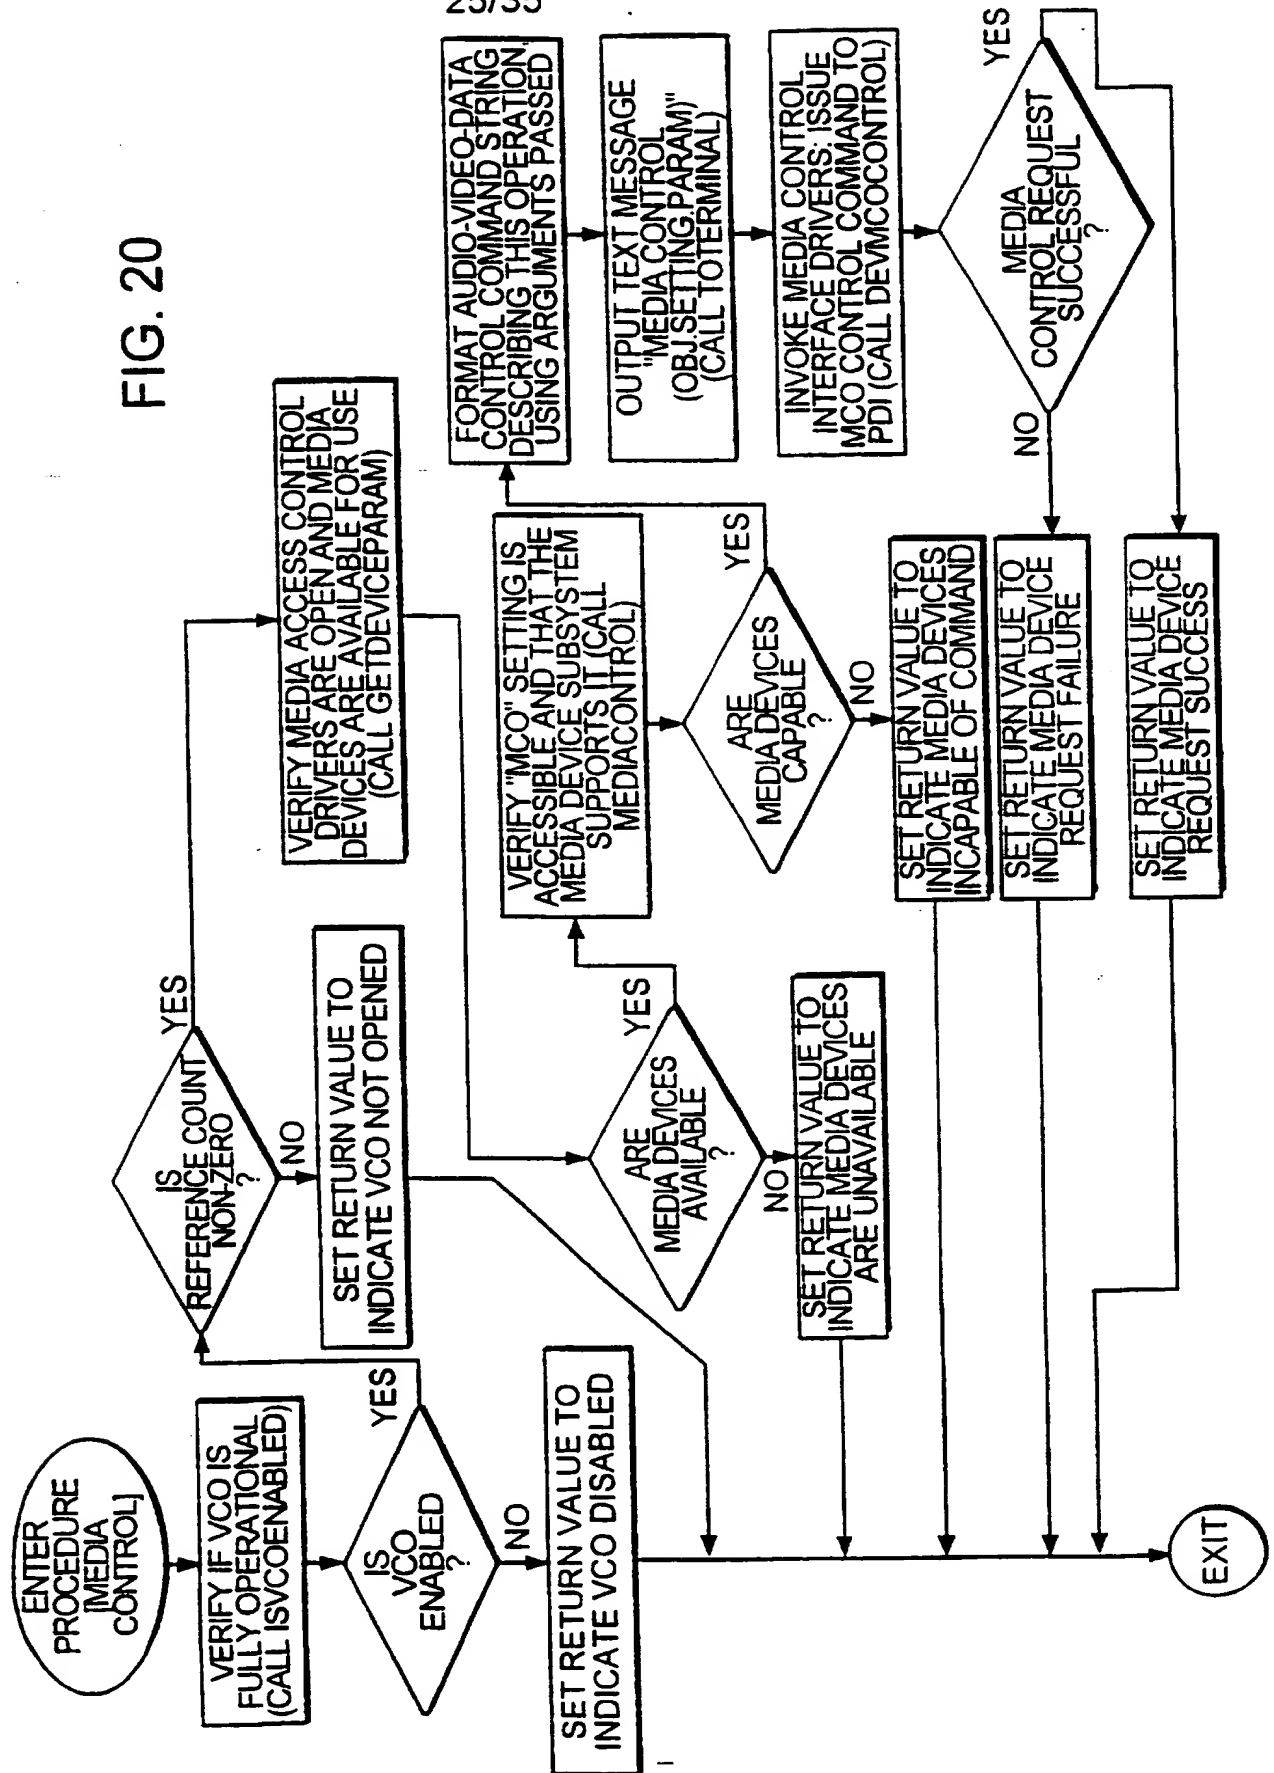 25/35
FIG. 20
ENTER
PROCEDURE
[MEDIA
CONTROL]
VERIFY IF VCO IS
FULLY OPERATIONAL
(CALL ISVCOENABLED)
IS
VCO
ENABLED
?
YES
NO
SET RETURN VALUE TO
INDICATE VCO DISABLED
IS
REFERENCE COUNT
NON-ZERO
?
YES
NO
SET RETURN VALUE TO
INDICATE VCO NOT OPENED
VERIFY MEDIA ACCESS CONTROL
DRIVERS ARE OPEN AND MEDIA
DEVICES ARE AVAILABLE FOR USE
(CALL GETDEVICEPARAM)
ARE
MEDIA DEVICES
AVAILABLE
?
YES
NO
SET RETURN VALUE TO
INDICATE MEDIA DEVICES
ARE UNAVAILABLE
VERIFY "MCO" SETTING IS
ACCESSIBLE AND THAT THE
MEDIA DEVICE SUBSYSTEM
SUPPORTS IT (CALL
MEDIACONTROL)
ARE
MEDIA DEVICES
CAPABLE
?
YES
NO
SET RETURN VALUE TO
INDICATE MEDIA DEVICES
INCAPABLE OF COMMAND
FORMAT AUDIO-VIDEO-DATA
CONTROL COMMAND STRING
DESCRIBING THIS OPERATION
USING ARGUMENTS PASSED
OUTPUT TEXT MESSAGE
"MEDIA CONTROL
(OBJ.SETTING.PARAM)"
(CALL TOTERMINAL)
INVOKE MEDIA CONTROL
INTERFACE DRIVERS: ISSUE
MCO CONTROL COMMAND TO
PDI (CALL DEVMCOCONTROL)
MEDIA
CONTROL REQUEST
SUCCESSFUL
?
YES
NO
SET RETURN VALUE TO
INDICATE MEDIA DEVICE
REQUEST FAILURE
SET RETURN VALUE TO
INDICATE MEDIA DEVICE
REQUEST SUCCESS
EXIT